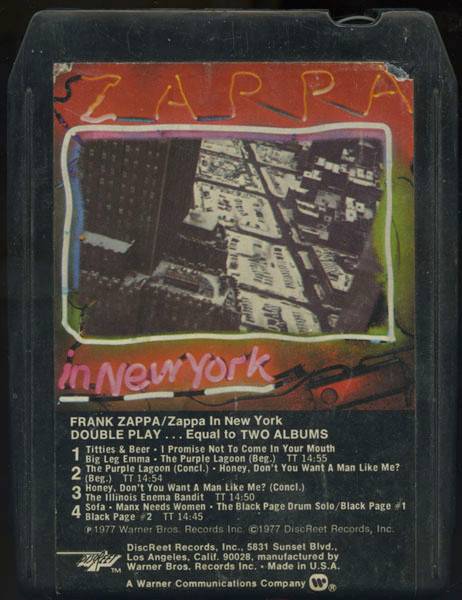 ZAPPA
in New York
FRANK ZAPPA/Zappa In New York
DOUBLE PLAY . . . Equal to TWO ALBUMS
1 Titties & Beer · I Promise Not To Come In Your Mouth
Big Leg Emma · The Purple Lagoon (Beg.) TT 14:55
2 The Purple Lagoon (Concl.) · Honey, Don't You Want A Man Like Me?
(Beg.) TT 14:54
3 Honey, Don't You Want A Man Like Me? (Concl.)
The Illinois Enema Bandit TT 14:50
4 Sofa · Manx Needs Women · The Black Page Drum Solo/Black Page #1
Black Page #2 TT 14:45
℗1977 Warner Bros. Records Inc. ©1977 DiscReet Records, Inc.
DISCREET TM
DiscReet Records, Inc., 5831 Sunset Blvd.,
Los Angeles, Calif. 90028, manufactured by
Warner Bros. Records Inc. · Made in U.S.A.
A Warner Communications Company W